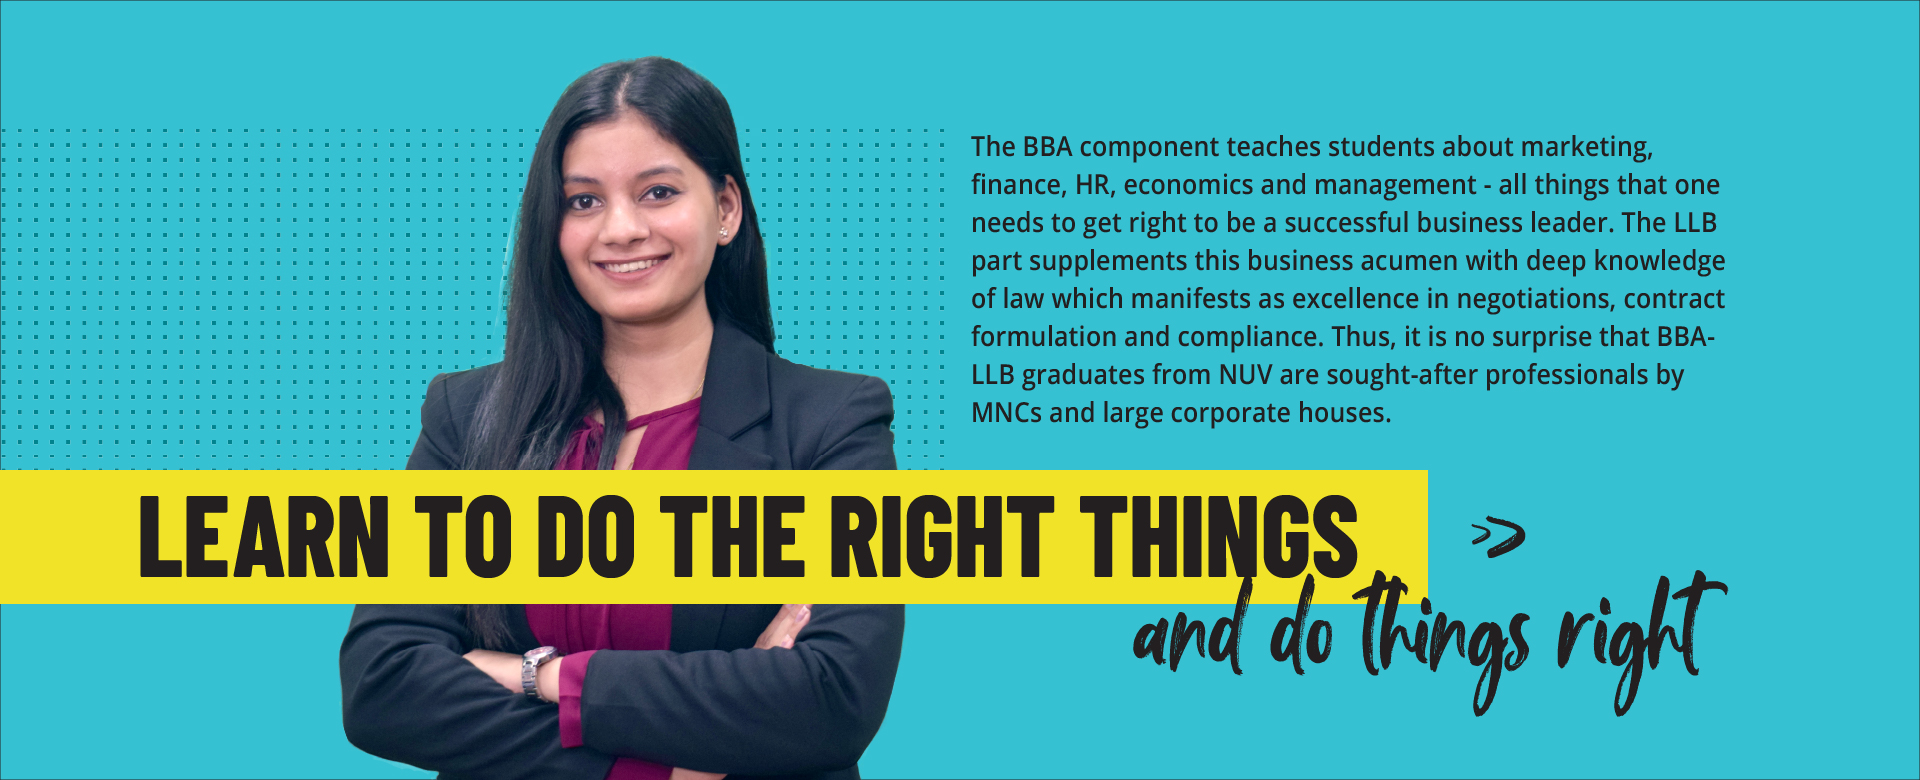 The BBA component teaches students about marketing,
finance, HR, economics and management - all things that one
needs to get right to be a successful business leader. The LLB
part supplements this business acumen with deep knowledge
of law which manifests as excellence in negotiations, contract
formulation and compliance. Thus, it is no surprise that BBA-
LLB graduates from NUV are sought-after professionals by
MNCs and large corporate houses.
LEARN TO DO THE RIGHT THINGS
and do things right